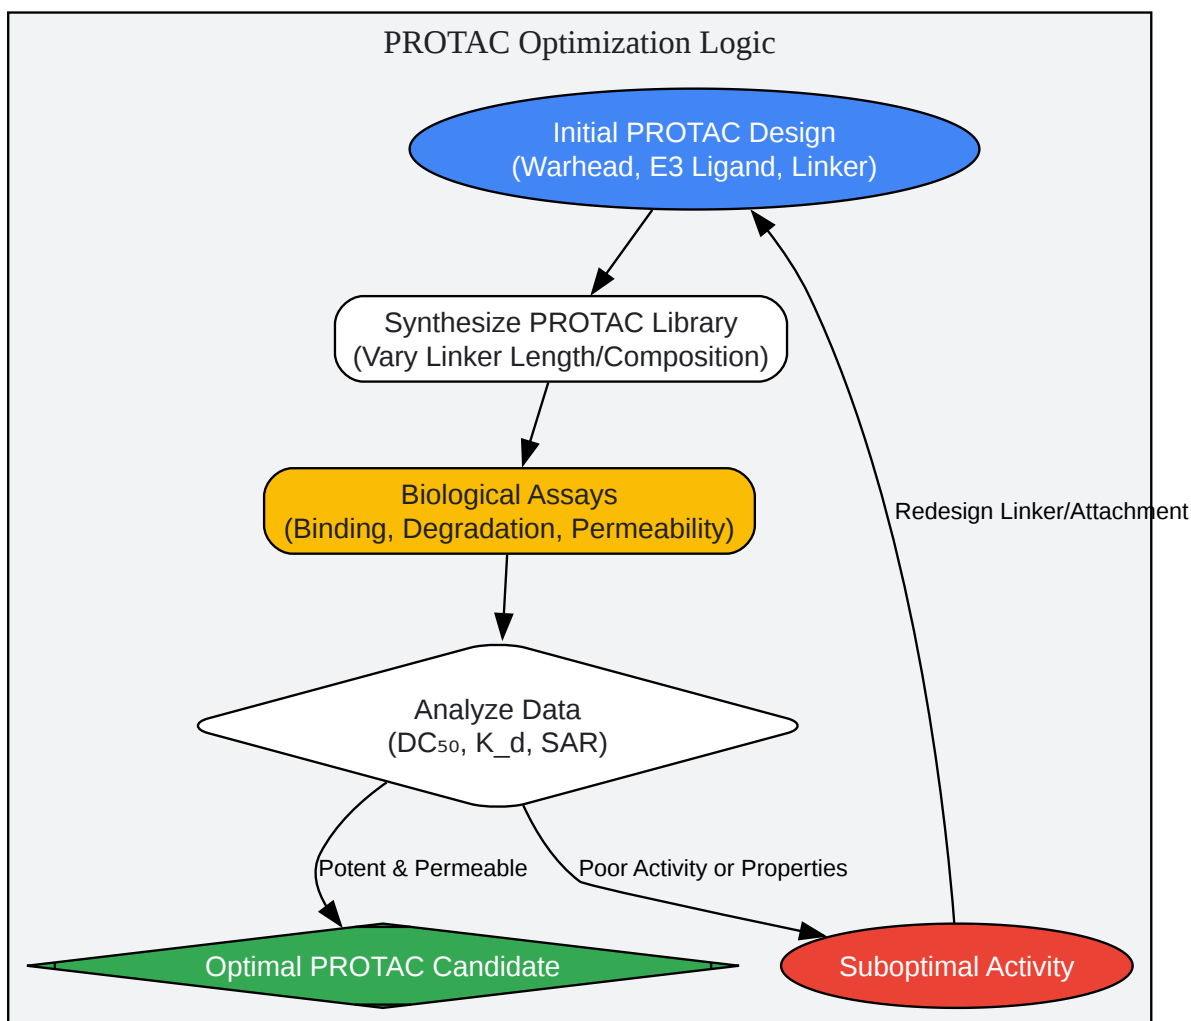 PROTAC Optimization Logic
Initial PROTAC Design
(Warhead, E3 Ligand, Linker)
Synthesize PROTAC Library
(Vary Linker Length/Composition)
Biological Assays
(Binding, Degradation, Permeability)
Redesign Linker/Attachment
Analyze Data
(DC₅₀, K_d, SAR)
Potent & Permeable
Poor Activity or Properties
Optimal PROTAC Candidate
Suboptimal Activity